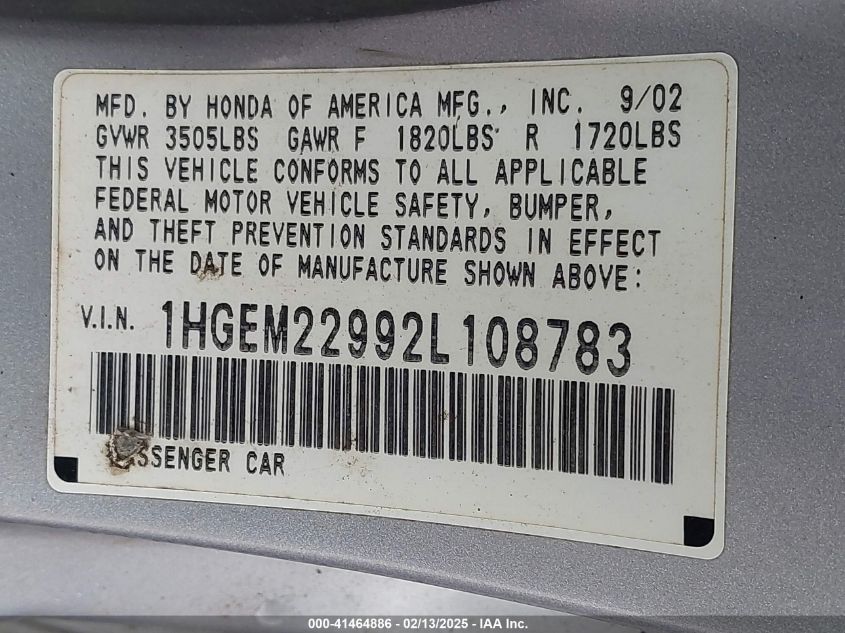 MFD. BY HONDA OF AMERICA MFG., INC. 9/02
GVWR 3505LBS GAWR F 1820LBS R 1720LBS
THIS VEHICLE CONFORMS TO ALL APPLICABLE
FEDERAL MOTOR VEHICLE SAFETY, BUMPER,
AND THEFT PREVENTION STANDARDS IN EFFECT
ON THE DATE OF MANUFACTURE SHOWN ABOVE:
V.I.N. 1HGEM22992L108783
PASSENGER CAR
000-41464886 - 02/13/2025 - IAA Inc.